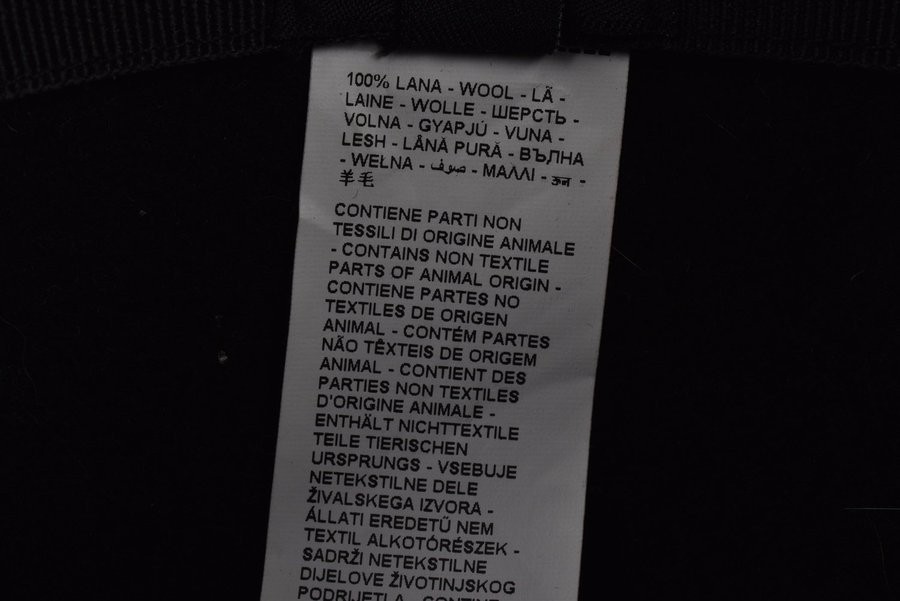 100% LANA - WOOL - LÃ -
LAINE - WOLLE - ШЕРСТЬ -
VOLNA - GYAPJÚ - VUNA -
LESH - LÂNĂ PURĂ - ВЪЛНА
- WEŁNA - صوف - ΜΑΛΛΙ - ऊन -
羊毛
CONTIENE PARTI NON
TESSILI DI ORIGINE ANIMALE
- CONTAINS NON TEXTILE
PARTS OF ANIMAL ORIGIN -
CONTIENE PARTES NO
TEXTILES DE ORIGEN
ANIMAL - CONTÉM PARTES
NÃO TÊXTEIS DE ORIGEM
ANIMAL - CONTIENT DES
PARTIES NON TEXTILES
D'ORIGINE ANIMALE -
ENTHÄLT NICHTTEXTILE
TEILE TIERISCHEN
URSPRUNGS - VSEBUJE
NETEKSTILNE DELE
ŽIVALSKEGA IZVORA -
ÁLLATI EREDETŰ NEM
TEXTIL ALKOTÓRÉSZEK -
SADRŽI NETEKSTILNE
DIJELOVE ŽIVOTINJSKOG
PODRIJETLA - CONȚINE